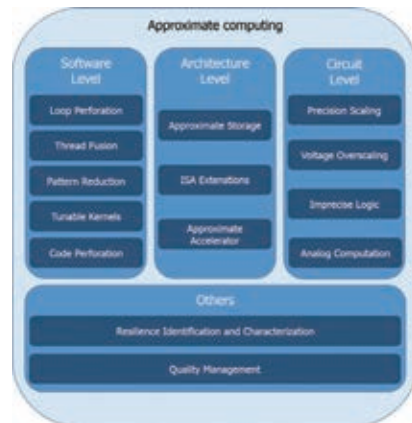 Approximate computing
Software
Level
Loop Perforation
Thread Fusion
Pattern Reduction
Tunable Kernels
Code Perforation
Architecture
Level
Approximate Storage
ISA Extensions
Approximate
Accelerator
Circuit
Level
Precision Scaling
Voltage Overscaling
Imprecise Logic
Analog Computation
Others
Resilience Identification and Characterization
Quality Management